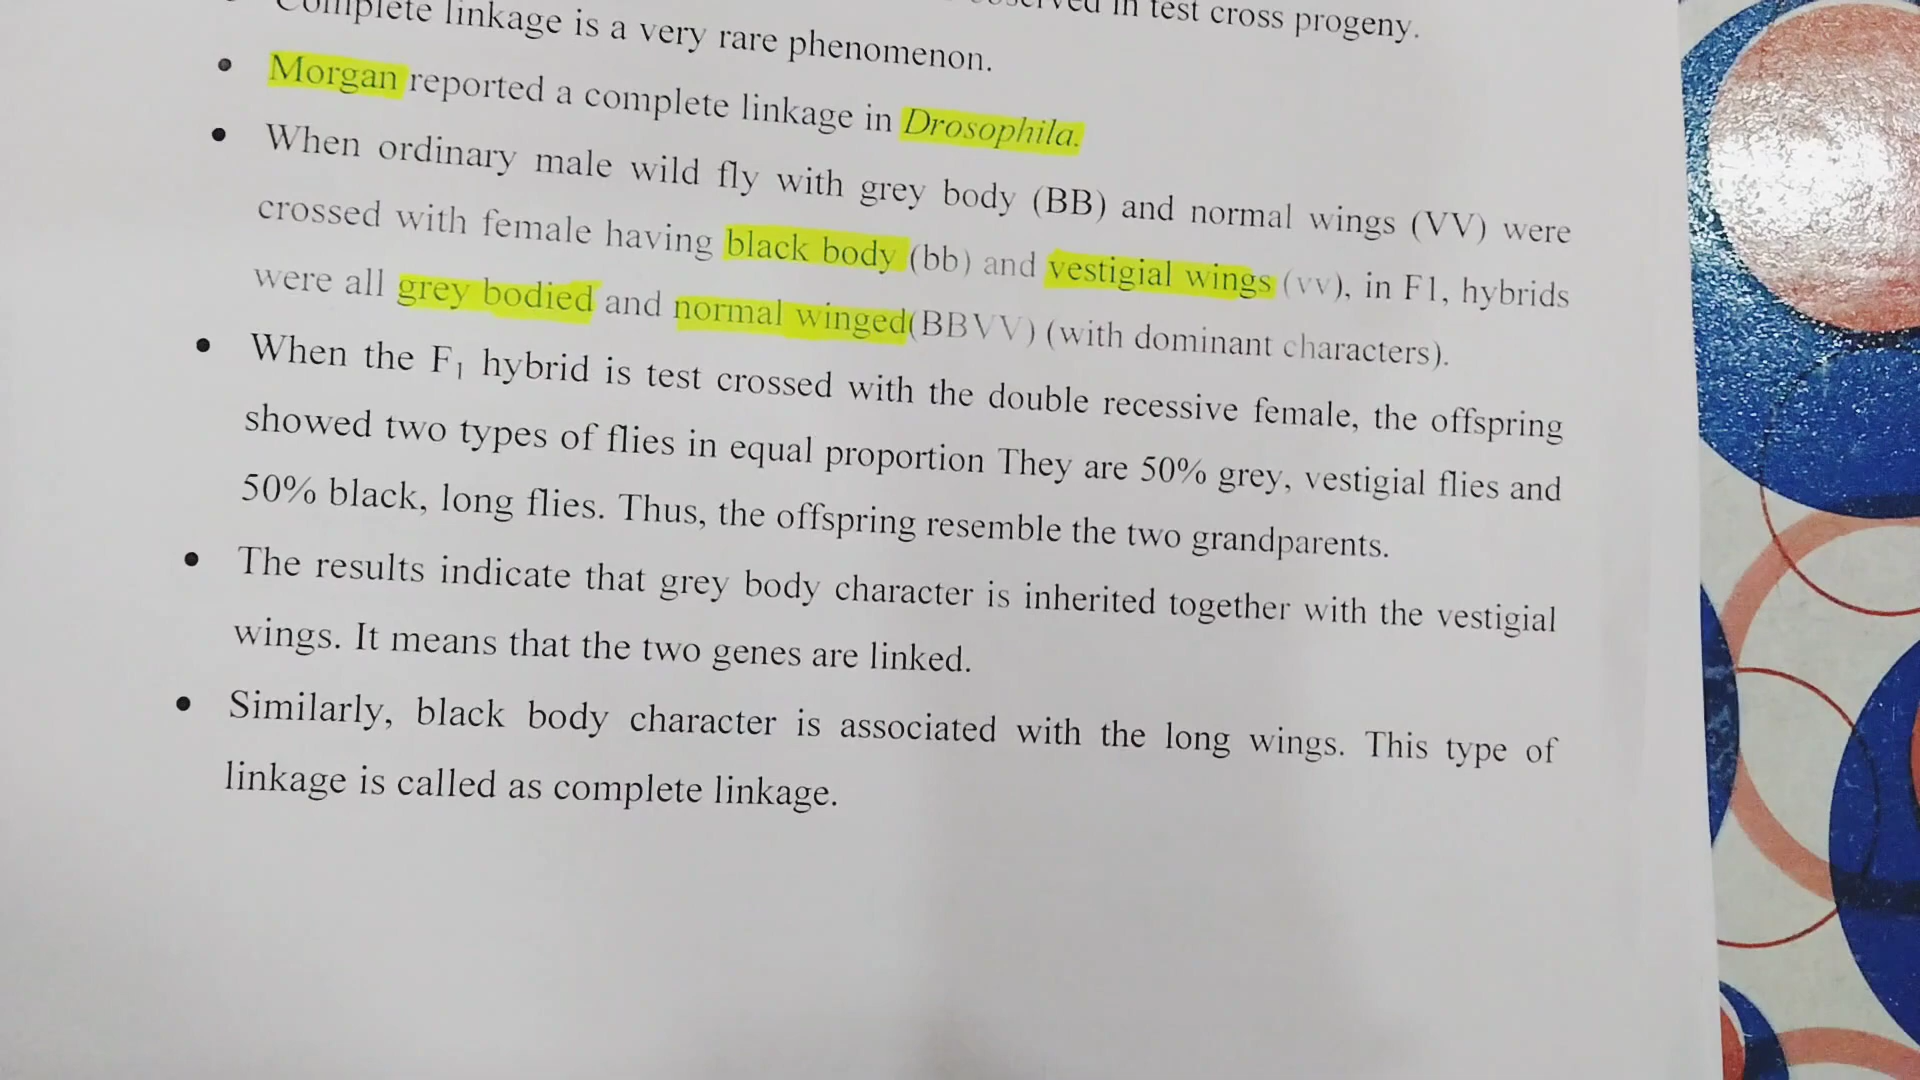 Complete linkage is a very rare phenomenon. observed in test cross progeny.
• Morgan reported a complete linkage in Drosophila.
• When ordinary male wild fly with grey body (BB) and normal wings (VV) were
crossed with female having black body (bb) and vestigial wings (vv), in F1, hybrids
were all grey bodied and normal winged(BBVV) (with dominant characters).
• When the F₁ hybrid is test crossed with the double recessive female, the offspring
showed two types of flies in equal proportion They are 50% grey, vestigial flies and
50% black, long flies. Thus, the offspring resemble the two grandparents.
• The results indicate that grey body character is inherited together with the vestigial
wings. It means that the two genes are linked.
• Similarly, black body character is associated with the long wings. This type of
linkage is called as complete linkage.